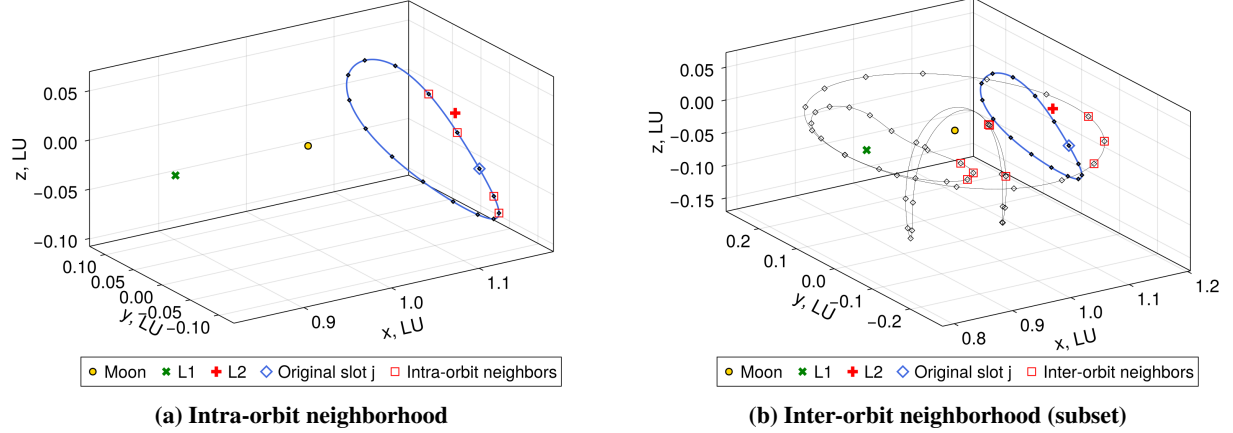 0.05
0.00
−0.05
−0.10
z, LU
0.10
0.05
0.00
−0.05
−0.10
y, LU
0.9
1.0
1.1
x, LU
Moon L1 L2 Original slot j Intra-orbit neighbors
(a) Intra-orbit neighborhood
0.05
0.00
−0.05
−0.10
−0.15
z, LU
0.2
0.1
0.0
−0.1
−0.2
y, LU
0.8
0.9
1.0
1.1
1.2
x, LU
Moon L1 L2 Original slot j Inter-orbit neighbors
(b) Inter-orbit neighborhood (subset)